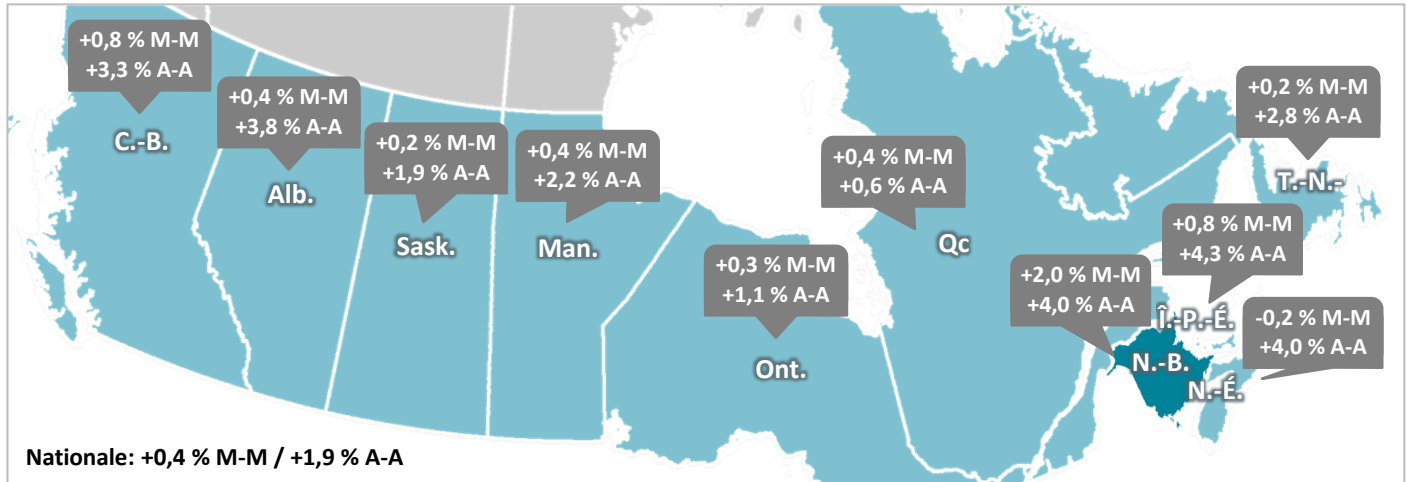 +0,8 % M-M
+3,3 % A-A
C.-B.
+0,4 % M-M
+3,8 % A-A
Alb.
+0,2 % M-M
+1,9 % A-A
Sask.
+0,4 % M-M
+2,2 % A-A
Man.
+0,3 % M-M
+1,1 % A-A
Ont.
+0,4 % M-M
+0,6 % A-A
Qc
+0,2 % M-M
+2,8 % A-A
T.-N.-
+0,8 % M-M
+4,3 % A-A
Î.-P.-É.
+2,0 % M-M
+4,0 % A-A
N.-B.
-0,2 % M-M
+4,0 % A-A
N.-É.
Nationale: +0,4 % M-M / +1,9 % A-A